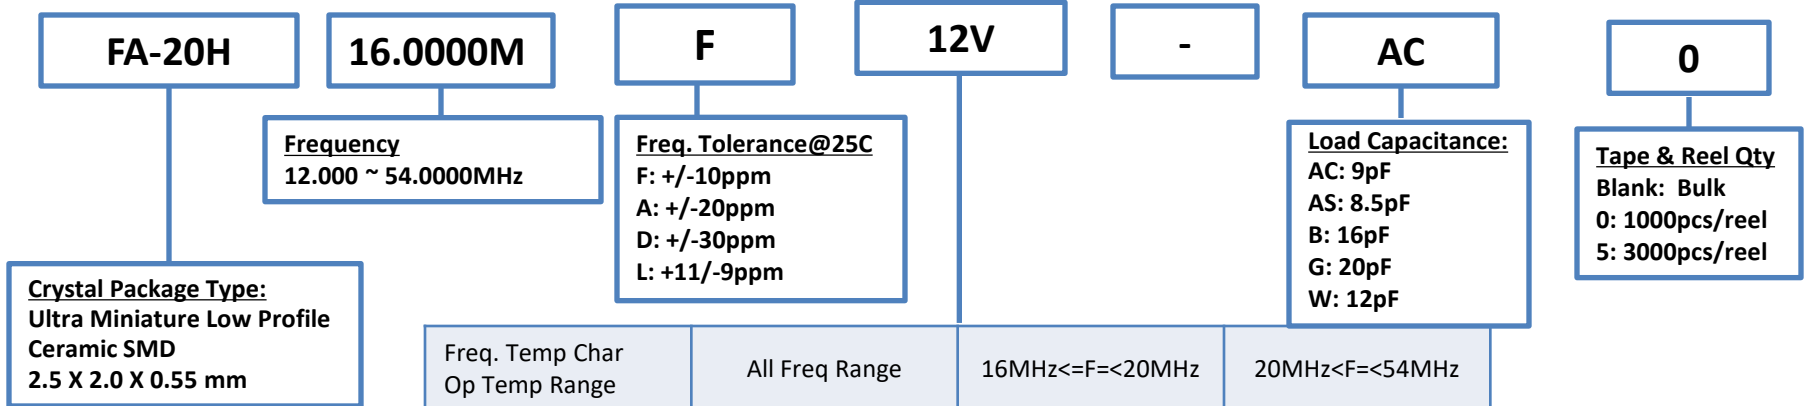 FA-20H
16.0000M
F
12V
-
AC
0
Frequency
12.000 ~ 54.0000MHz
Freq. Tolerance@25C
F: +/-10ppm
A: +/-20ppm
D: +/-30ppm
L: +11/-9ppm
Load Capacitance:
AC: 9pF
AS: 8.5pF
B: 16pF
G: 20pF
W: 12pF
Tape & Reel Qty
Blank: Bulk
0: 1000pcs/reel
5: 3000pcs/reel
Crystal Package Type:
Ultra Miniature Low Profile
Ceramic SMD
2.5 X 2.0 X 0.55 mm
Freq. Temp Char
Op Temp Range
All Freq Range
16MHz<=F=<20MHz
20MHz<F=<54MHz